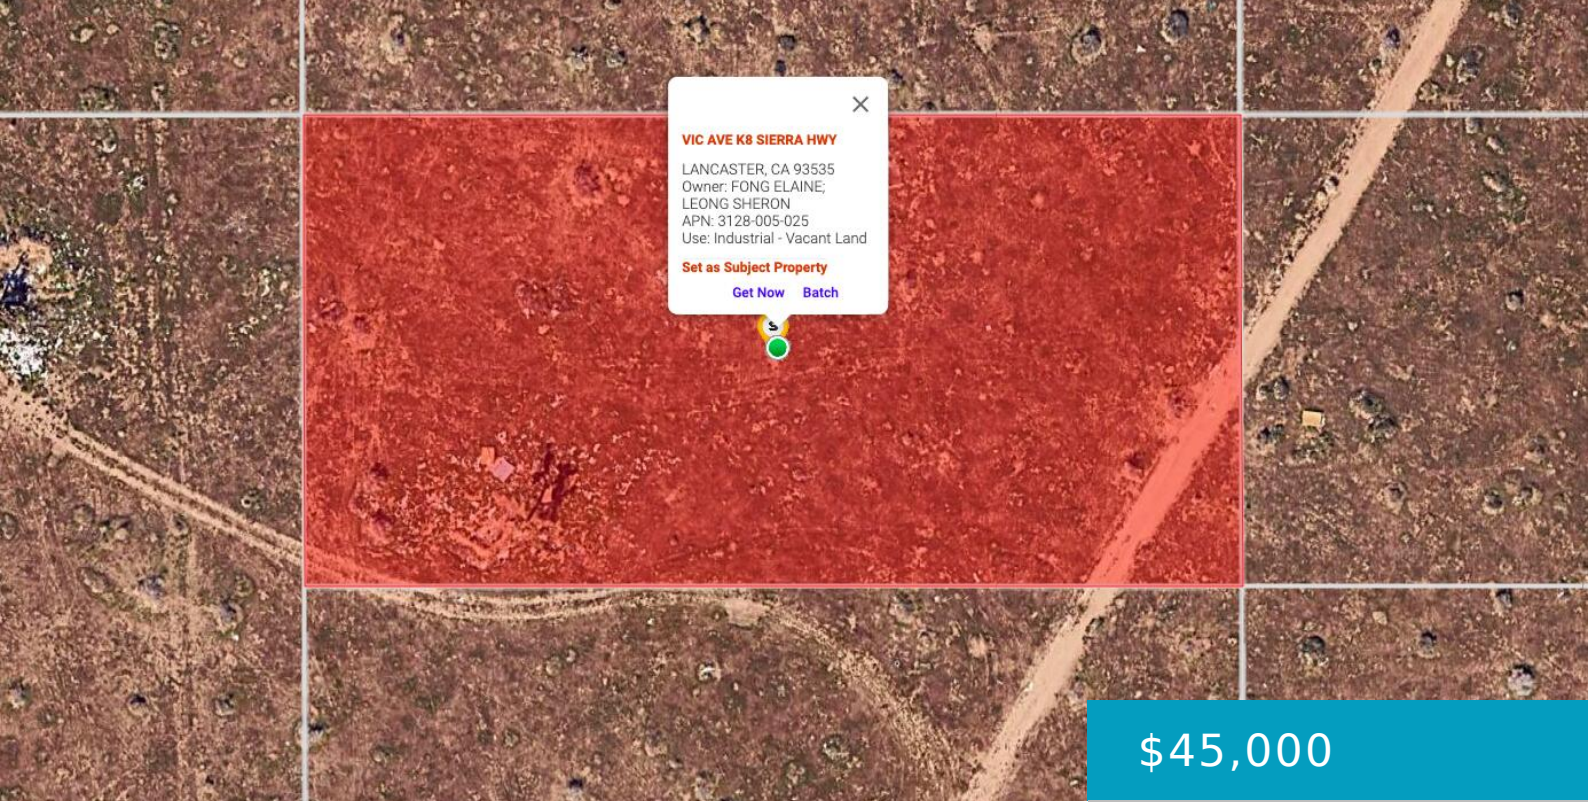 VIC AVE K8 SIERRA HWY
LANCASTER, CA 93535
Owner: FONG ELAINE;
LEONG SHERON
APN: 3128-005-025
Use: Industrial - Vacant Land
Set as Subject Property
Get Now Batch
S
$45,000